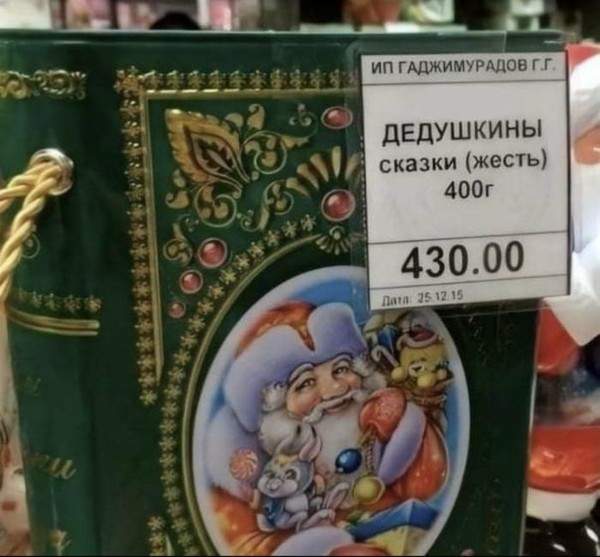 ИП ГАДЖИМУРАДОВ Г.Г.
ДЕДУШКИНЫ
сказки (жесть)
400г
430.00
Дата: 25.12.15